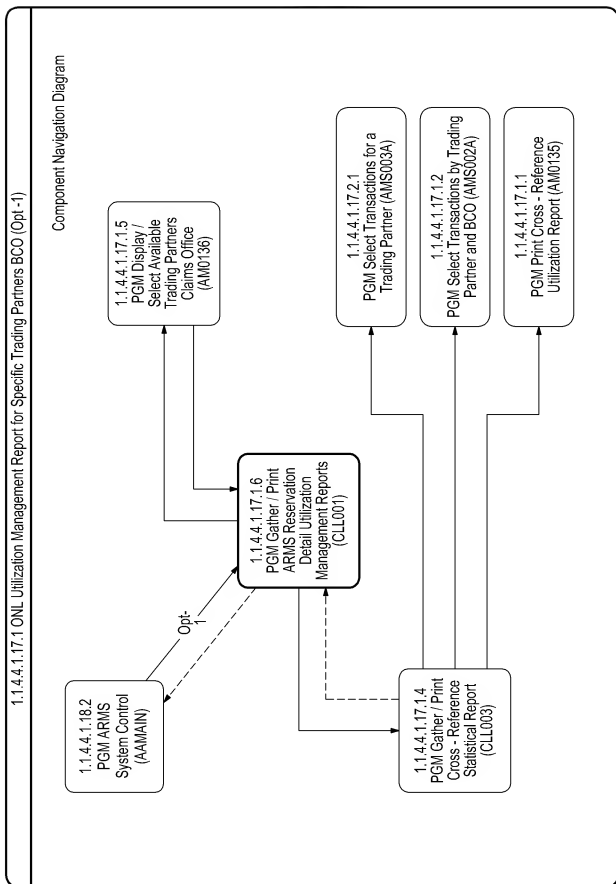 1.1.4.4.1.17.1 ONL Utilization Management Report for Specific Trading Partners BCO (Opt -1)
Component Navigation Diagram
1.1.4.4.1.18.2
PGM ARMS
System Control
(AAMAIN)
Opt-
1
1.1.4.4.1.17.1.5
PGM Display /
Select Available
Trading Partners
Claims Office
(AM0136)
1.1.4.4.1.17.1.6
PGM Gather / Print
ARMS Reservation
Detail Utilization
Management Reports
(CLL001)
1.1.4.4.1.17.1.4
PGM Gather / Print
Cross - Reference
Statistical Report
(CLL003)
1.1.4.4.1.17.2.1
PGM Select Transactions for a
Trading Partner (AMS003A)
1.1.4.4.1.17.1.2
PGM Select Transactions by Trading
Partner and BCO (AMS002A)
1.1.4.4.1.17.1.1
PGM Print Cross - Reference
Utilization Report (AM0135)